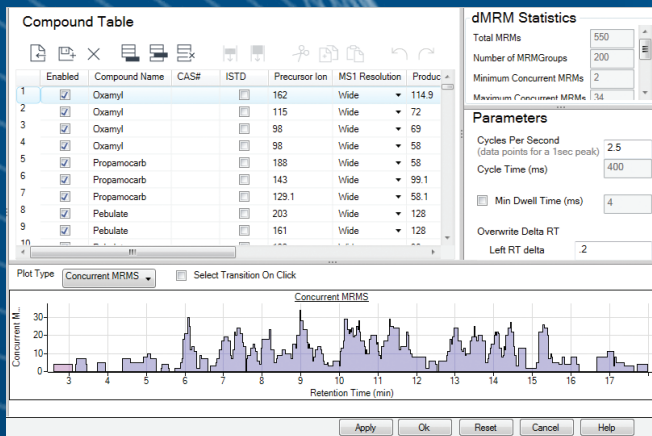 Compound Table
Enabled Compound Name CAS# ISTD Precursor Ion MS1 Resolution Produc
1 Oxamyl 162 Wide 114.9
2 Oxamyl 115 Wide 72
3 Oxamyl 98 Wide 69
4 Oxamyl 98 Wide 58
5 Propamocarb 188 Wide 58
6 Propamocarb 143 Wide 99.1
7 Propamocarb 129.1 Wide 58.1
8 Pebulate 203 Wide 128
9 Pebulate 161 Wide 128
10
dMRM Statistics
Total MRMs 550
Number of MRMGroups 200
Minimum Concurrent MRMs 2
Maximum Concurrent MRMs 34
Parameters
Cycles Per Second 2.5
(data points for a 1sec peak)
Cycle Time (ms) 400
Min Dwell Time (ms) 4
Overwrite Delta RT
Left RT delta .2
Plot Type Concurrent MRMS Select Transition On Click
Concurrent MRMS
Concurrent M...
30
20
10
0
3 4 5 6 7 8 9 10 11 12 13 14 15 16 17
Retention Time (min)
Apply Ok Reset Cancel Help